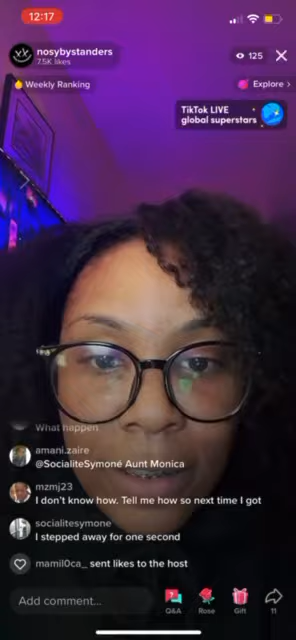 12:17
nosybystanders
7.5K likes
125
Weekly Ranking
Explore >
TikTok LIVE
global superstars
What happen
amani.zaire
@SocialiteSymoné Aunt Monica
mzmj23
I don't know how. Tell me how so next time I got
socialitesymone
I stepped away for one second
mamil0ca_ sent likes to the host
Add comment...
Q&A
Rose
Gift
11